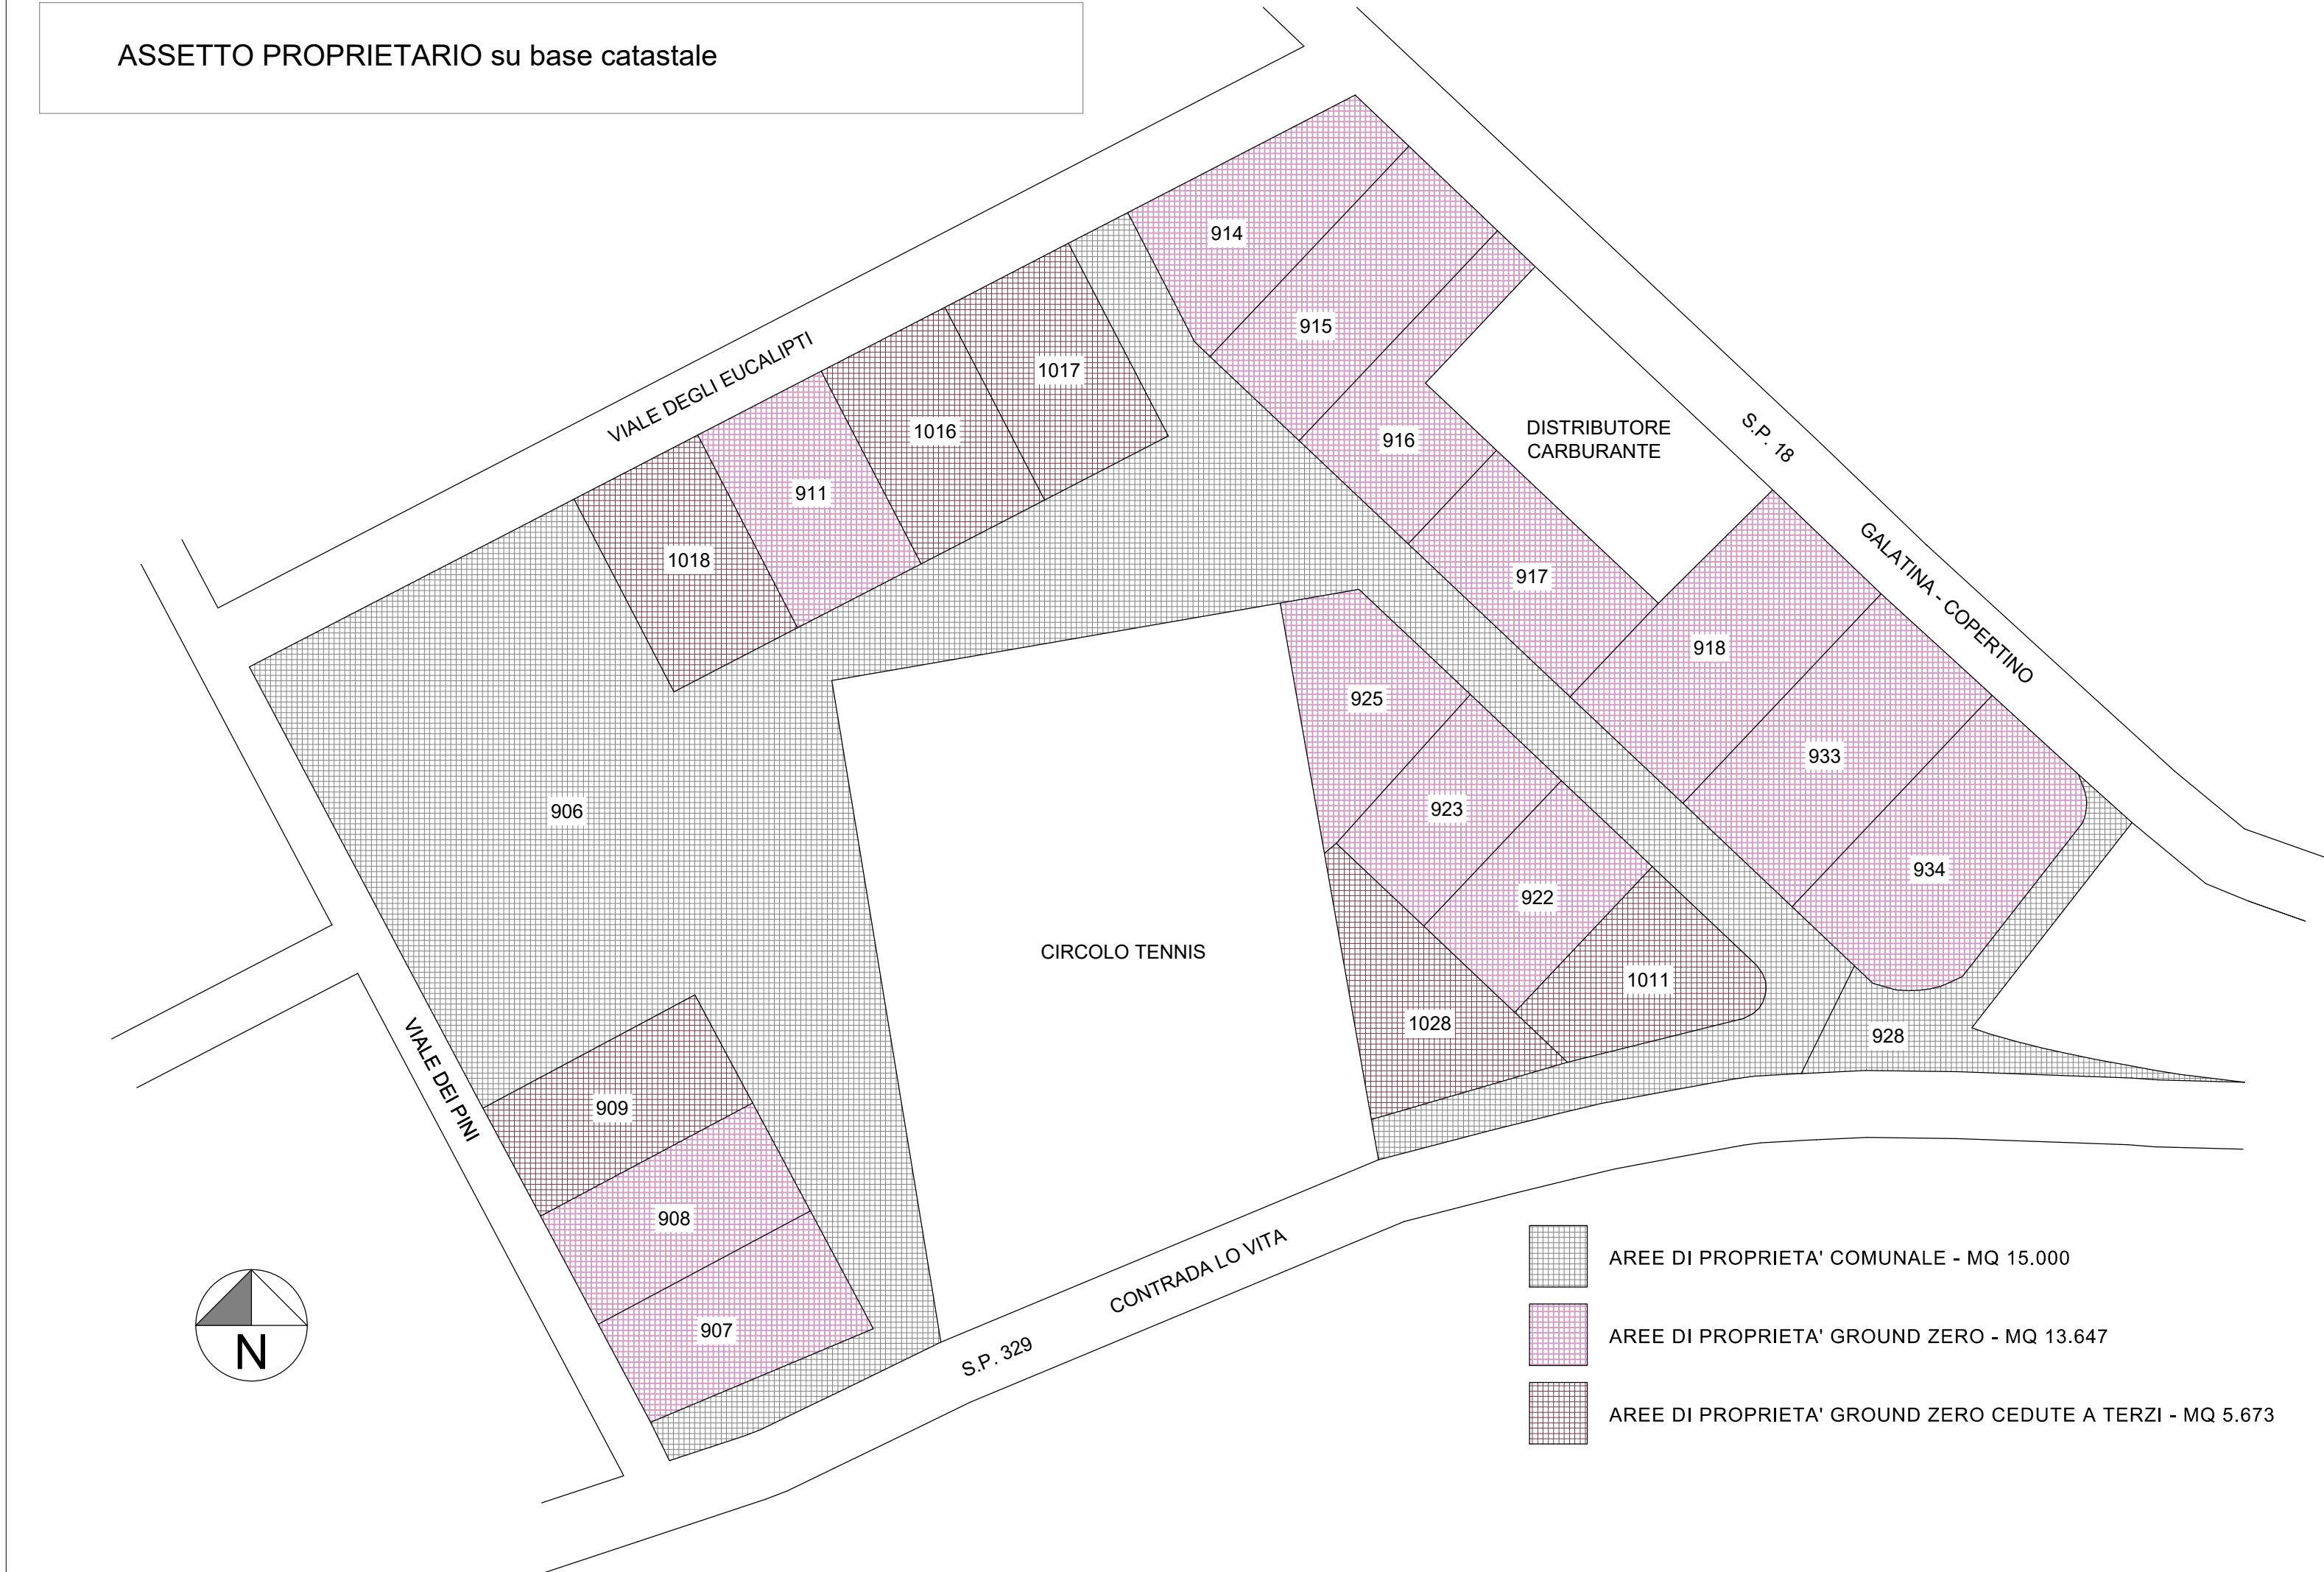 ASSETTO PROPRIETARIO su base catastale
914
915
1017
VIALE DEGLI EUCALIPTI
1016
916
DISTRIBUTORE
CARBURANTE
S.P. 18
911
1018
917
GALATINA - COPERTINO
918
925
933
906
923
934
922
CIRCOLO TENNIS
1011
1028
928
VIALE DEI PINI
909
908
907
N
S.P. 329
CONTRADA LO VITA
AREE DI PROPRIETA' COMUNALE - MQ 15.000
AREE DI PROPRIETA' GROUND ZERO - MQ 13.647
AREE DI PROPRIETA' GROUND ZERO CEDUTE A TERZI - MQ 5.673